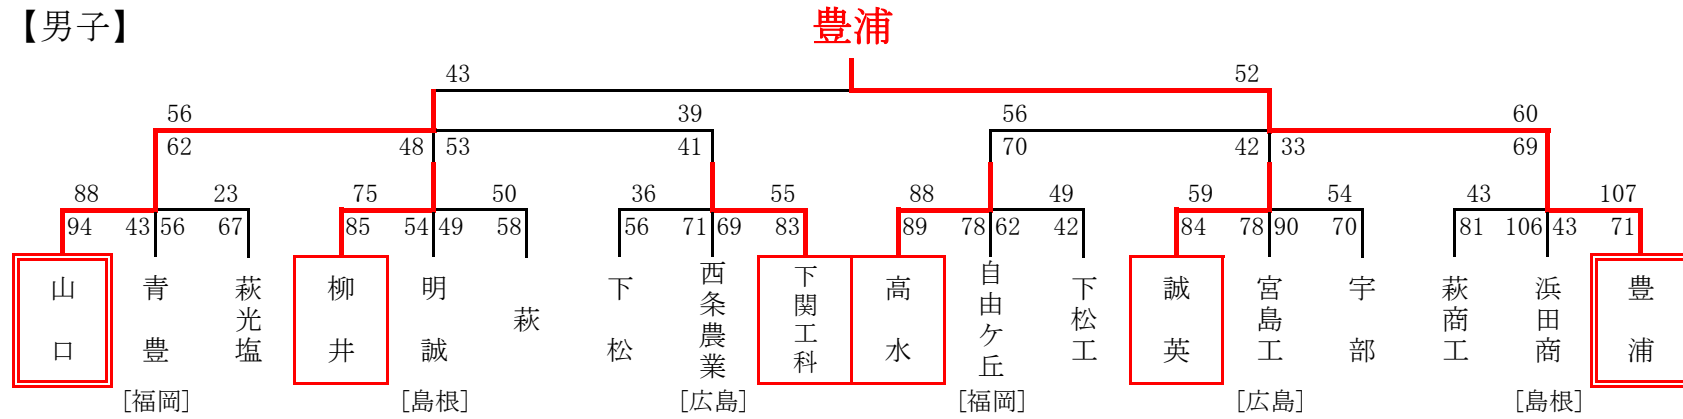 【男子】
豊浦
43 52
56 39 56 60
62 48 53 41 70 42 33 69
88 23 75 50 36 55 88 49 59 54 43 107
94 43 56 67 85 54 49 58 56 71 69 83 89 78 62 42 84 78 90 70 81 106 43 71
山口
青豊
萩光塩
柳井
明誠
萩
下松
西条農業
下関工科
高水
自由ケ丘
下松工
誠英
宮島工
宇部
萩商工
浜田商
豊浦
[福岡] [島根] [広島] [福岡] [広島] [島根]